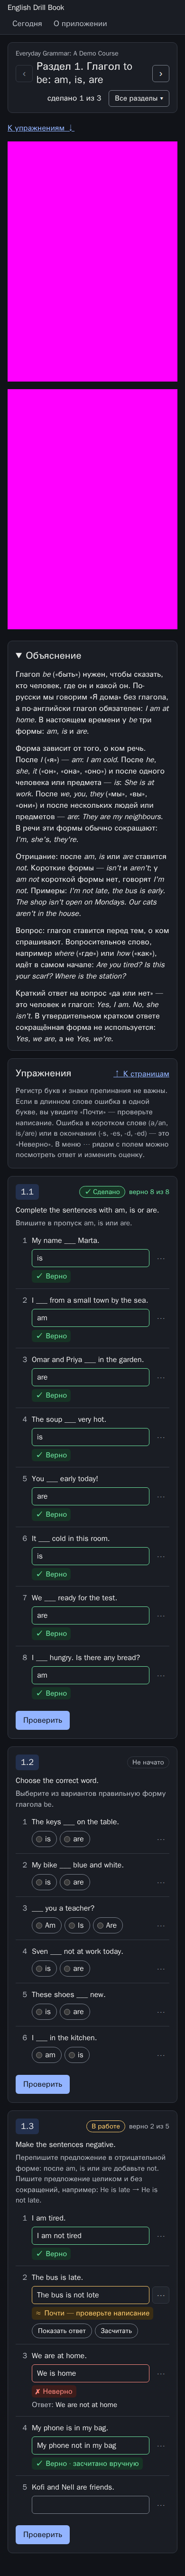 English Drill Book
Сегодня О приложении
Everyday Grammar: A Demo Course
‹ Раздел 1. Глагол to
be: am, is, are ›
сделано 1 из 3 Все разделы ▾
К упражнениям ↓
▼ Объяснение
Глагол be («быть») нужен, чтобы сказать,
кто человек, где он и какой он. По-
русски мы говорим «Я дома» без глагола,
а по-английски глагол обязателен: I am at
home. В настоящем времени у be три
формы: am, is и are.
Форма зависит от того, о ком речь.
После I («я») — am: I am cold. После he,
she, it («он», «она», «оно») и после одного
человека или предмета — is: She is at
work. После we, you, they («мы», «вы»,
«они») и после нескольких людей или
предметов — are: They are my neighbours.
В речи эти формы обычно сокращают:
I'm, she's, they're.
Отрицание: после am, is или are ставится
not. Короткие формы — isn't и aren't; у
am not короткой формы нет, говорят I'm
not. Примеры: I'm not late, the bus is early.
The shop isn't open on Mondays. Our cats
aren't in the house.
Вопрос: глагол ставится перед тем, о ком
спрашивают. Вопросительное слово,
например where («где») или how («как»),
идёт в самом начале: Are you tired? Is this
your scarf? Where is the station?
Краткий ответ на вопрос «да или нет» —
это человек и глагол: Yes, I am. No, she
isn't. В утвердительном кратком ответе
сокращённая форма не используется:
Yes, we are, а не Yes, we're.
Упражнения ↑ К страницам
Регистр букв и знаки препинания не важны.
Если в длинном слове ошибка в одной
букве, вы увидите «Почти» — проверьте
написание. Ошибка в коротком слове (a/an,
is/are) или в окончании (-s, -es, -d, -ed) — это
«Неверно». В меню ··· рядом с ответом можно
посмотреть ответ и изменить оценку.
1.1 ✓ Сделано верно 8 из 8
Complete the sentences with am, is or are.
Впишите в пропуск am, is или are.
1 My name ___ Marta.
is ···
✓ Верно
2 I ___ from a small town by the sea.
am ···
✓ Верно
3 Omar and Priya ___ in the garden.
are ···
✓ Верно
4 The soup ___ very hot.
is ···
✓ Верно
5 You ___ early today!
are ···
✓ Верно
6 It ___ cold in this room.
is ···
✓ Верно
7 We ___ ready for the test.
are ···
✓ Верно
8 I ___ hungry. Is there any bread?
am ···
✓ Верно
Проверить
1.2 Не начато
Choose the correct word.
Выберите из вариантов правильную форму
глагола be.
1 The keys ___ on the table.
is are ···
2 My bike ___ blue and white.
is are ···
3 ___ you a teacher?
Am Is Are ···
4 Sven ___ not at work today.
is are ···
5 These shoes ___ new.
is are ···
6 I ___ in the kitchen.
am is ···
Проверить
1.3 В работе верно 2 из 5
Make the sentences negative.
Перепишите предложение в отрицательной
форме: после am, is или are добавьте not.
Пишите предложение целиком и без
сокращений, например: He is late → He is
not late.
1 I am tired.
I am not tired ···
✓ Верно
2 The bus is late.
The bus is not lote ···
≈ Почти — проверьте написание
Показать ответ Засчитать
3 We are at home.
We is home ···
✗ Неверно
Ответ: We are not at home
4 My phone is in my bag.
My phone not in my bag ···
✓ Верно · засчитано вручную
5 Kofi and Nell are friends.
···
Проверить